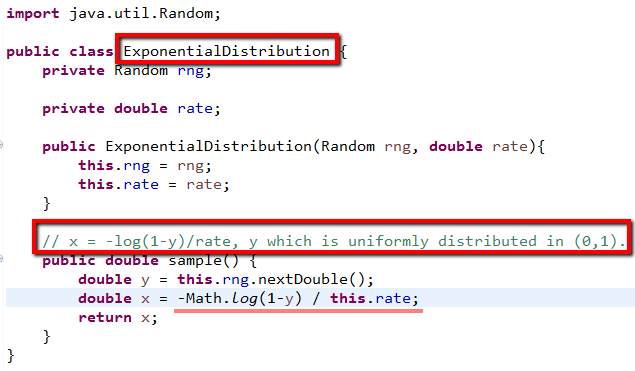 import java.util.Random;
public class ExponentialDistribution {
private Random rng;
private double rate;
public ExponentialDistribution(Random rng, double rate){
this.rng = rng;
this.rate = rate;
}
// x = -log(1-y)/rate, y which is uniformly distributed in (0,1).
public double sample() {
double y = this.rng.nextDouble();
double x = -Math.log(1-y) / this.rate;
return x;
}
}